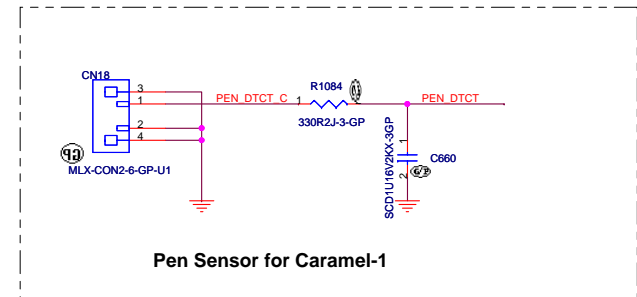 CN18
3
1
2
4
MLX-CON2-6-GP-U1
PEN_DTCT_C
1
R1084
330R2J-3-GP
PEN_DTCT
1
2
SCD1U16V2KX-3GP
C660
G/P
Pen Sensor for Caramel-1